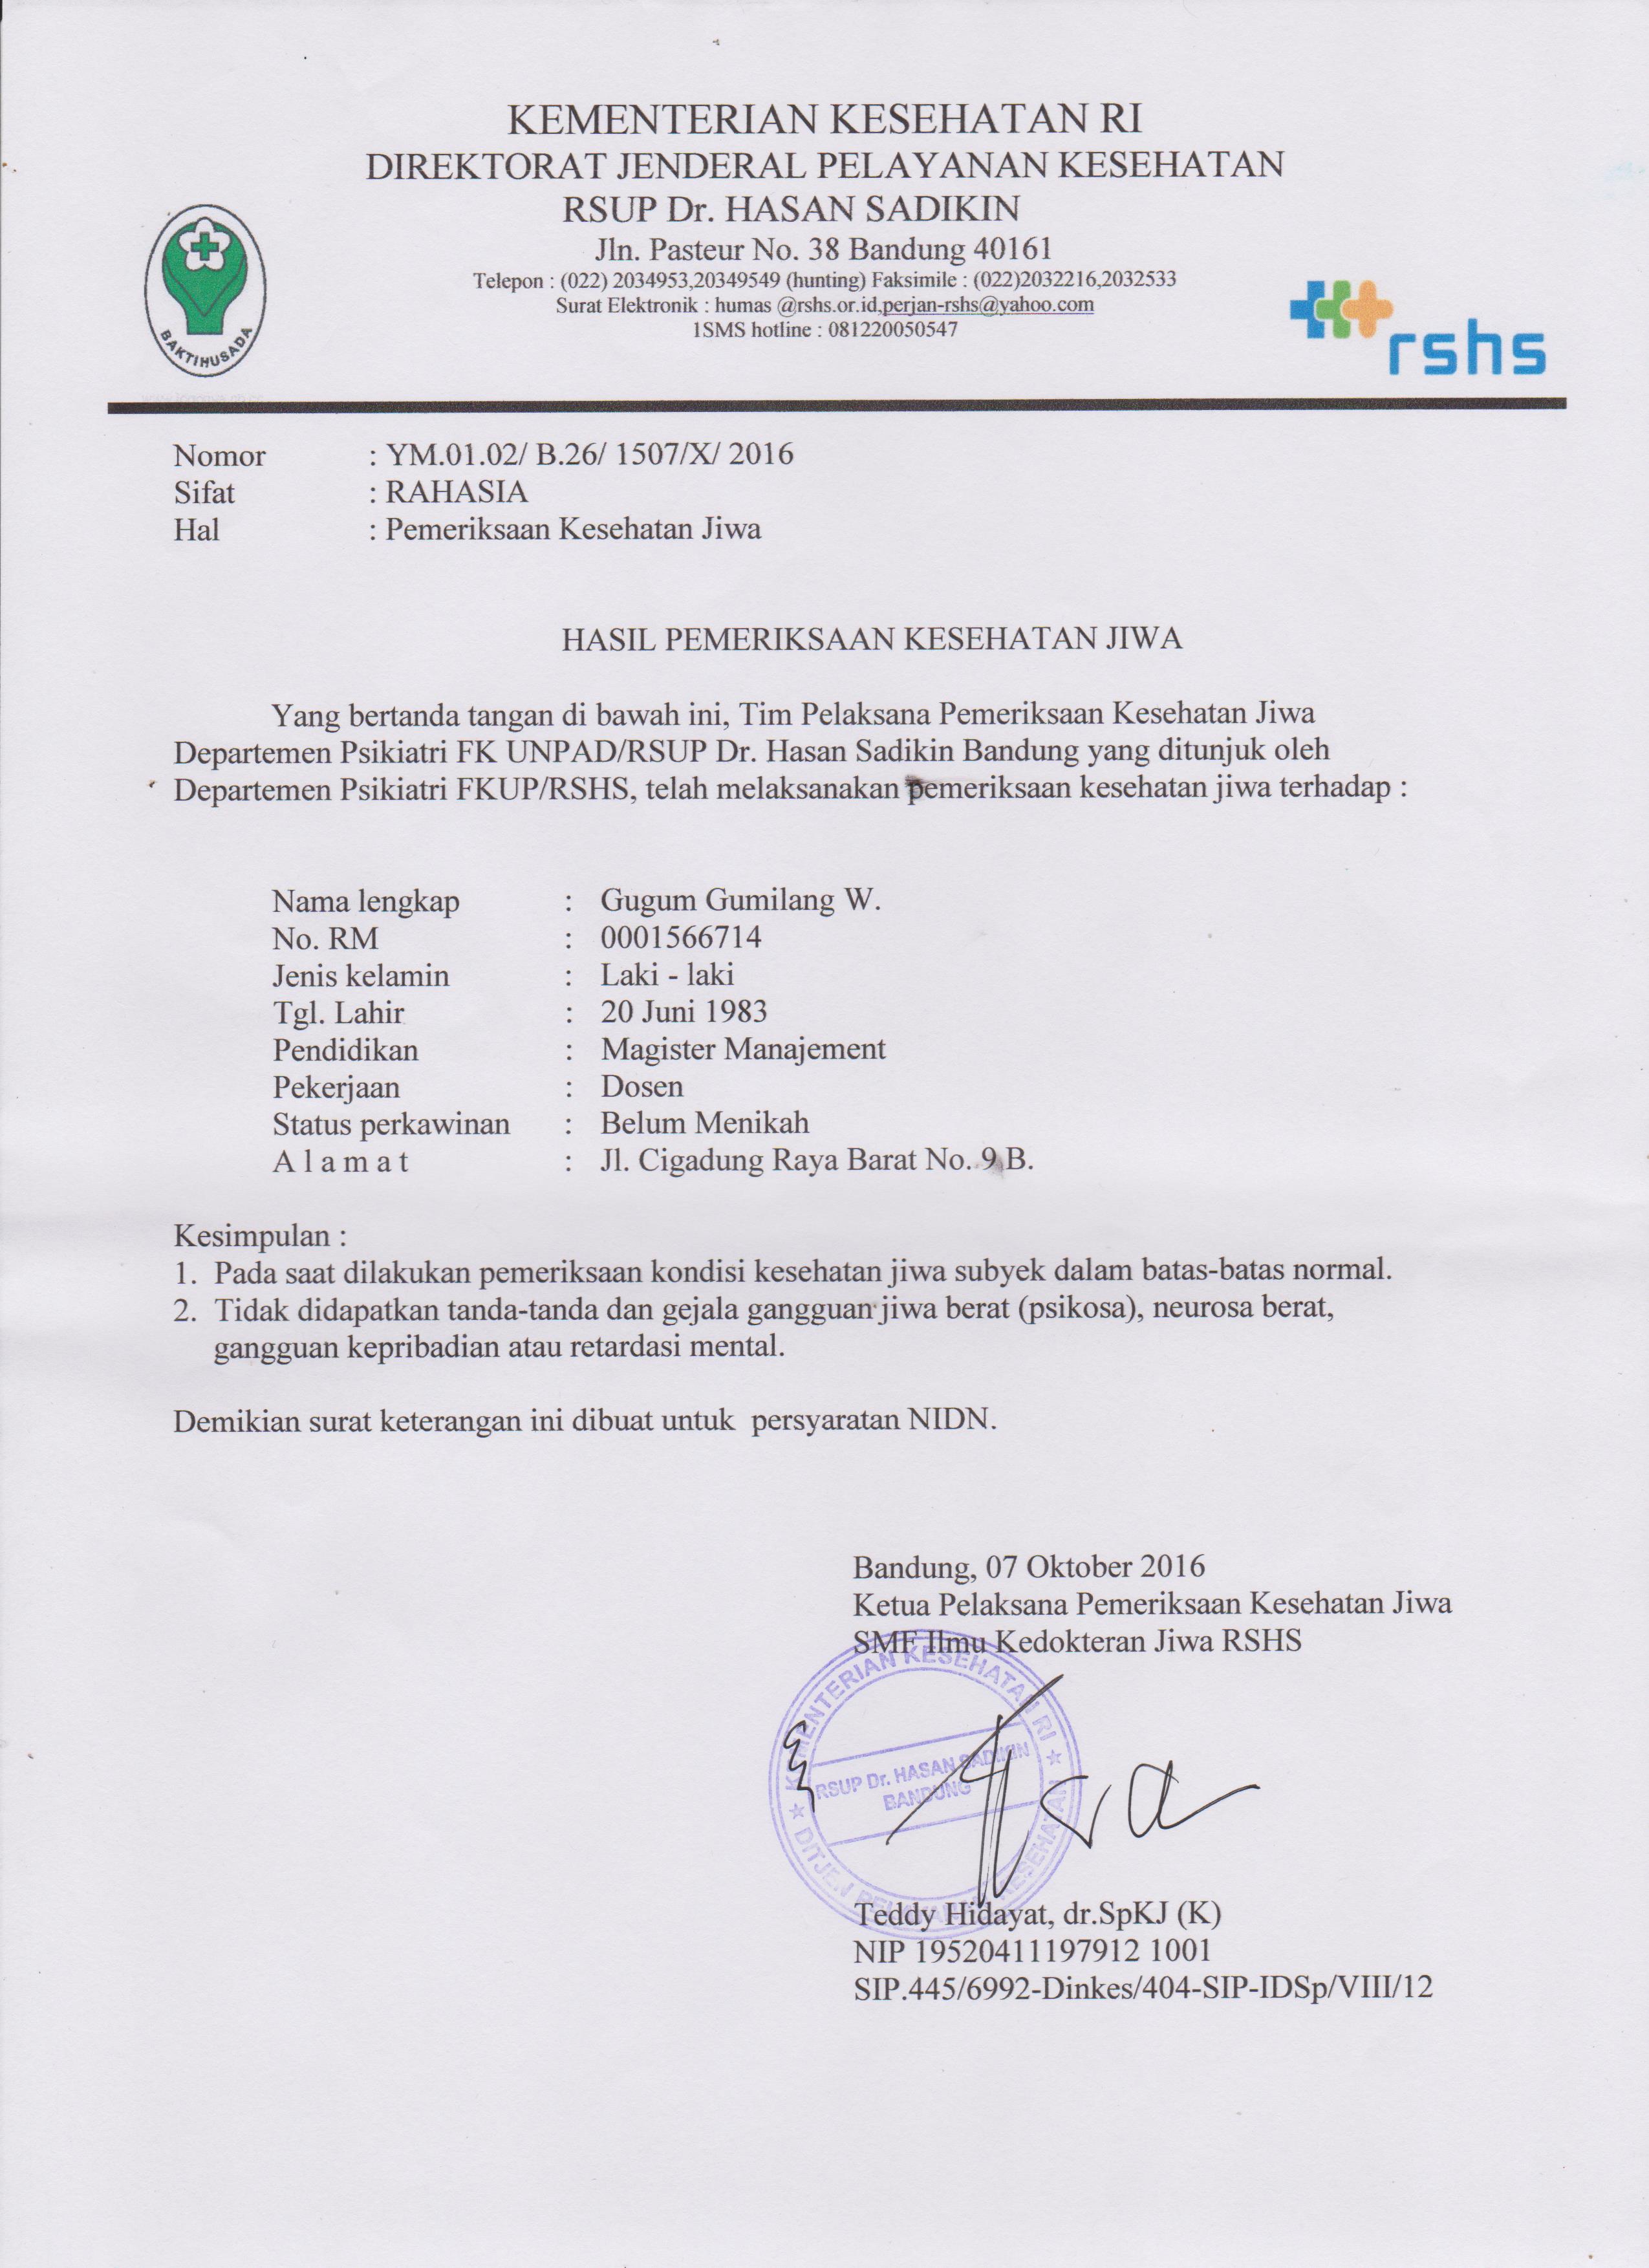 KEMENTERIAN KESEHATAN RI
DIREKTORAT JENDERAL PELAYANAN KESEHATAN
RSUP Dr. HASAN SADIKIN
Jln. Pasteur No. 38 Bandung 40161
Telepon : (022) 2034953,20349549 (hunting) Faksimile : (022)2032216,2032533
Surat Elektronik : humas @rshs.or.id,perjan-rshs@yahoo.com
1SMS hotline : 081220050547
BAKTI HUSADA
rshs
Nomor : YM.01.02/ B.26/ 1507/X/ 2016
Sifat : RAHASIA
Hal : Pemeriksaan Kesehatan Jiwa
HASIL PEMERIKSAAN KESEHATAN JIWA
Yang bertanda tangan di bawah ini, Tim Pelaksana Pemeriksaan Kesehatan Jiwa
Departemen Psikiatri FK UNPAD/RSUP Dr. Hasan Sadikin Bandung yang ditunjuk oleh
Departemen Psikiatri FKUP/RSHS, telah melaksanakan pemeriksaan kesehatan jiwa terhadap :
Nama lengkap : Gugum Gumilang W.
No. RM : 0001566714
Jenis kelamin : Laki - laki
Tgl. Lahir : 20 Juni 1983
Pendidikan : Magister Manajement
Pekerjaan : Dosen
Status perkawinan : Belum Menikah
A l a m a t : Jl. Cigadung Raya Barat No. 9 B.
Kesimpulan :
1. Pada saat dilakukan pemeriksaan kondisi kesehatan jiwa subyek dalam batas-batas normal.
2. Tidak didapatkan tanda-tanda dan gejala gangguan jiwa berat (psikosa), neurosa berat,
gangguan kepribadian atau retardasi mental.
Demikian surat keterangan ini dibuat untuk persyaratan NIDN.
Bandung, 07 Oktober 2016
Ketua Pelaksana Pemeriksaan Kesehatan Jiwa
SMF Ilmu Kedokteran Jiwa RSHS
KEMENTERIAN KESEHATAN RI
RSUP Dr. HASAN SADIKIN
BANDUNG
DITJEN PELAYANAN KESEHATAN
Teddy Hidayat, dr.SpKJ (K)
NIP 19520411197912 1001
SIP.445/6992-Dinkes/404-SIP-IDSp/VIII/12